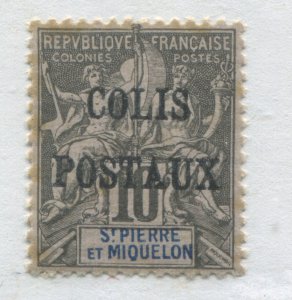 REPVBLIQVE FRANÇAISE
COLONIES POSTES
COLIS
POSTAUX
10
ST PIERRE
ET MIQUELON